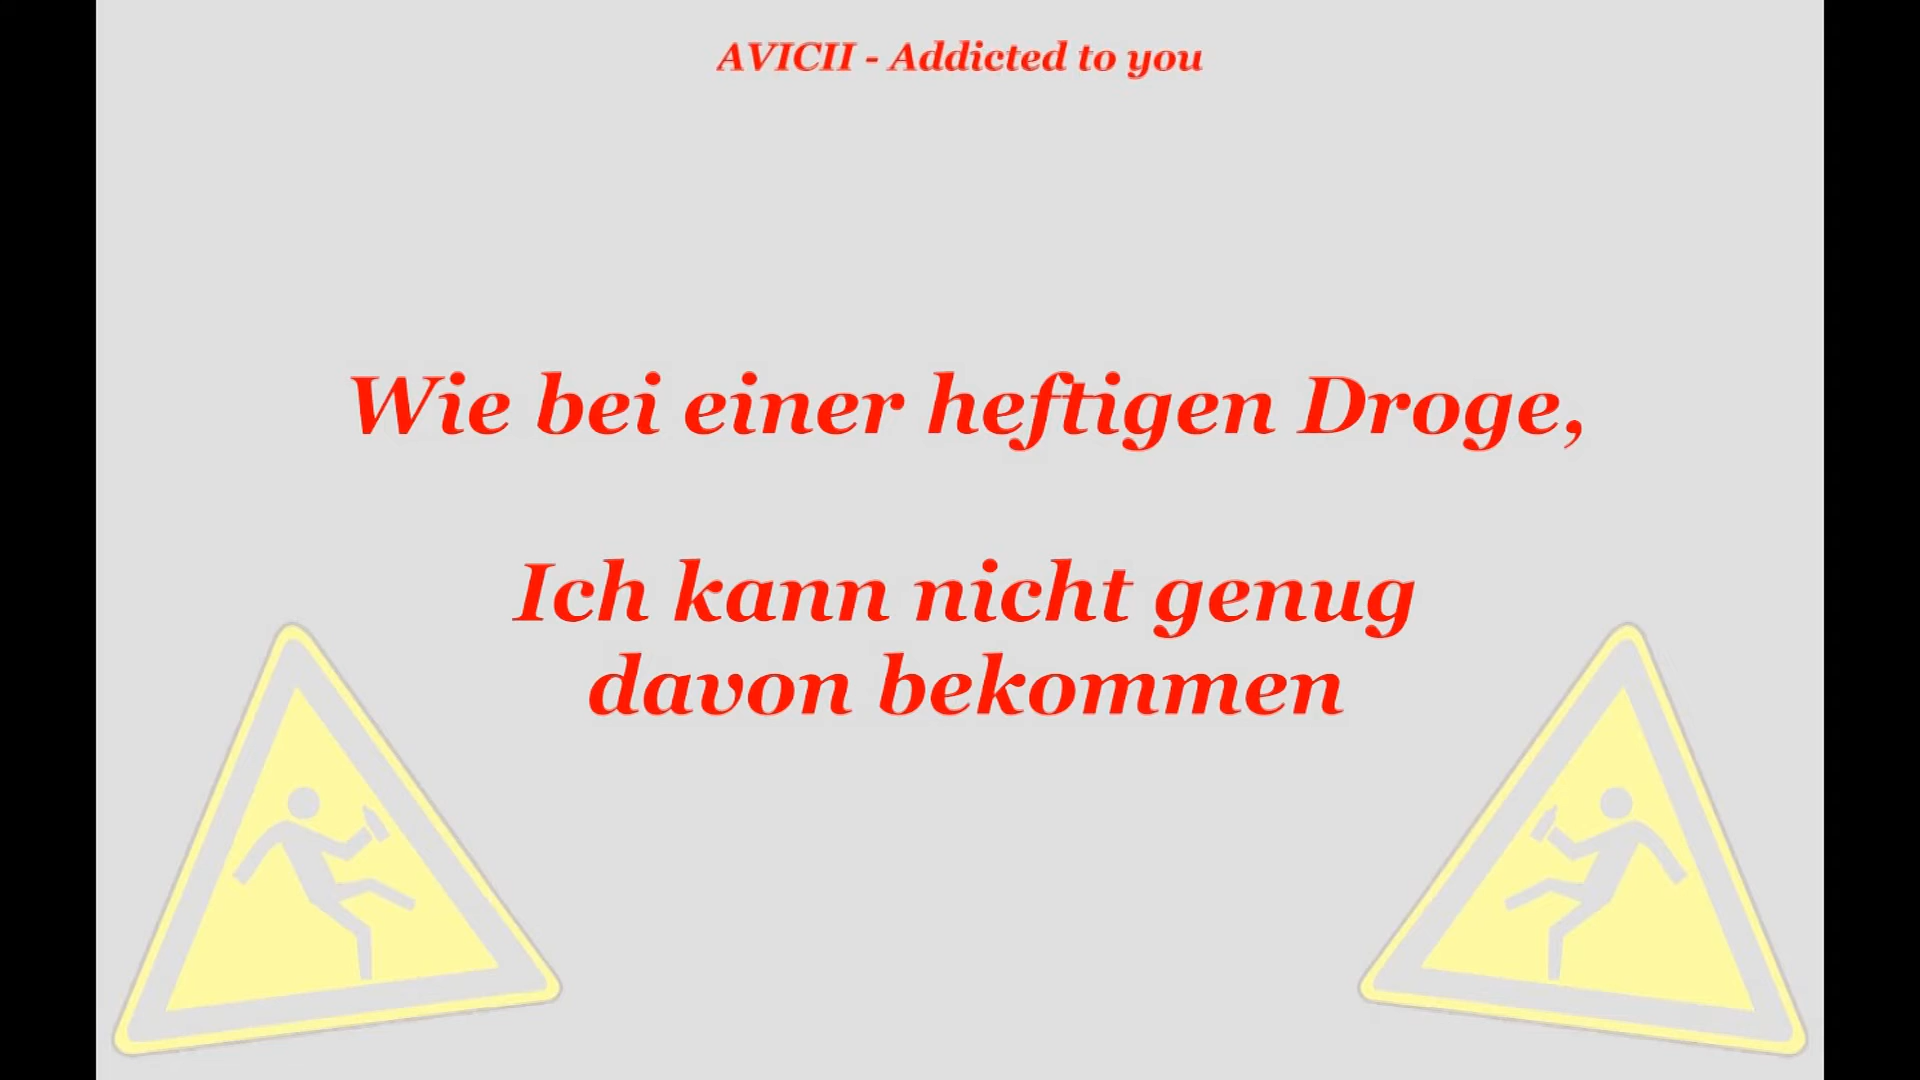 AVICII - Addicted to you
Wie bei einer heftigen Droge,
Ich kann nicht genug
davon bekommen